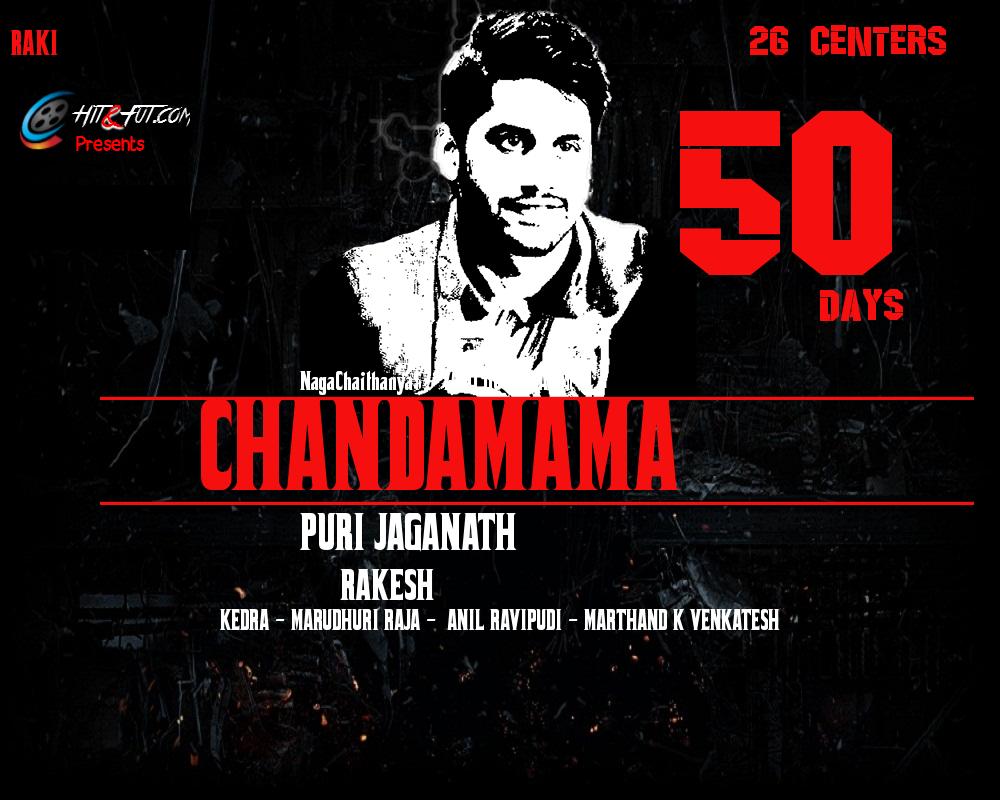 RAKI
26 CENTERS
HIT&FUT.COM
Presents
50
DAYS
NagaChaithanya
CHANDAMAMA
PURI JAGANATH
RAKESH
KEDRA - MARUDHURI RAJA - ANIL RAVIPUDI - MARTHAND K VENKATESH